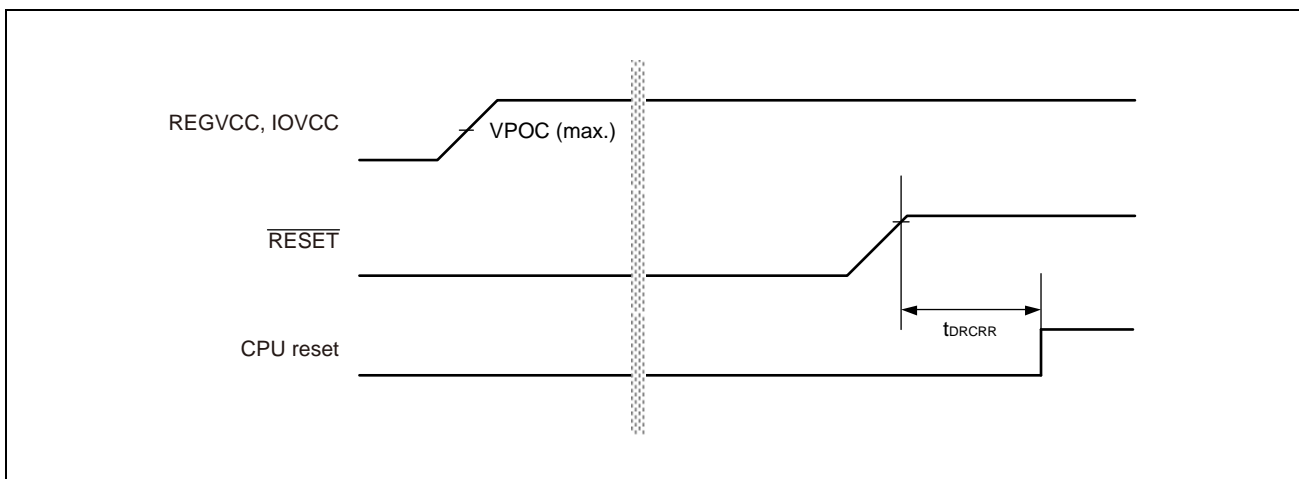 REGVCC, IOVCC
VPOC (max.)
RESET
tDRCRR
CPU reset